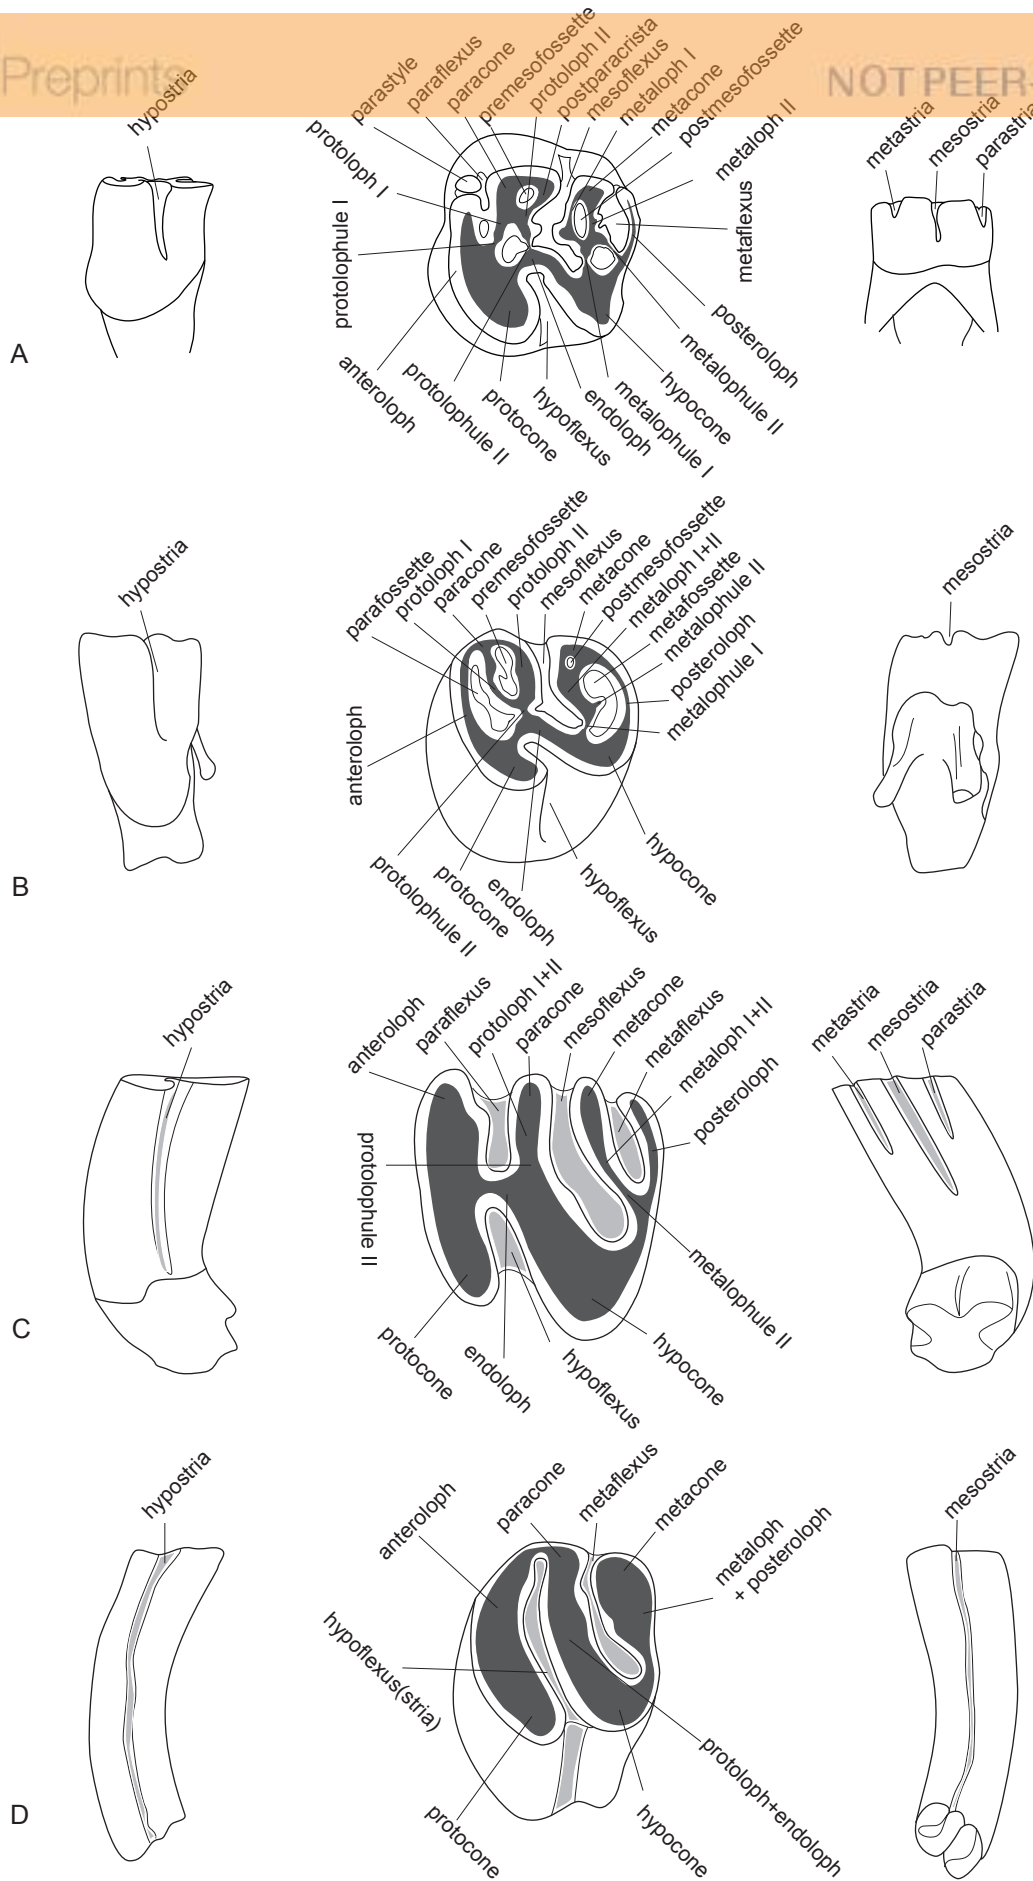 Preprints
NOT PEER-
hypostria
parastyle
paraflexus
paracone
premesofossette
protoloph II
postparacrista
mesoflexus
metaloph I
metacone
postmesofossette
metaloph II
metastria
mesostria
parastria
protoloph I
protolophule I
metaflexus
anteroloph
protolophule II
protocone
hypoflexus
endoloph
metalophule I
hypocone
metalophule II
posteroloph
A
hypostria
parafossette
protoloph I
paracone
premesofossette
protoloph II
mesoflexus
metacone
postmesofossette
metaloph I+II
metafossette
metalophule II
posteroloph
metalophule I
mesostria
anteroloph
protolophule II
protocone
endoloph
hypoflexus
hypocone
B
hypostria
anteroloph
paraflexus
protoloph I+II
paracone
mesoflexus
metacone
metaflexus
metaloph I+II
posteroloph
metastria
mesostria
parastria
protolophule II
protocone
endoloph
hypoflexus
hypocone
metalophule II
C
hypostria
anteroloph
paracone
metaflexus
metacone
metaloph
+ posteroloph
mesostria
hypoflexus(stria)
protocone
hypocone
protoloph+endoloph
D